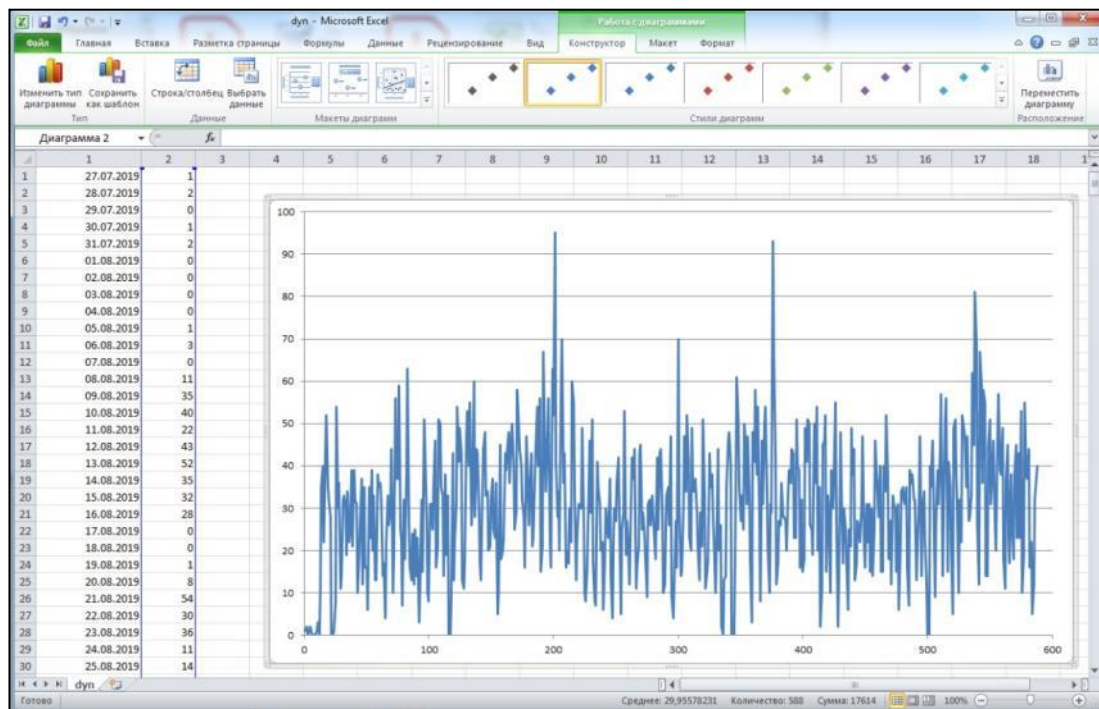 dyn - Microsoft Excel
Работа с диаграммами
Файл Главная Вставка Разметка страницы Формулы Данные Рецензирование Вид Конструктор Макет Формат
Изменить тип диаграммы Сохранить как шаблон Строка/столбец Выбрать данные Переместить диаграмму
Тип Данные Макеты диаграмм Стили диаграмм Расположение
Диаграмма 2 fx
1 2 3 4 5 6 7 8 9 10 11 12 13 14 15 16 17 18 1
1 27.07.2019 1
2 28.07.2019 2
3 29.07.2019 0
4 30.07.2019 1
5 31.07.2019 2
6 01.08.2019 0
7 02.08.2019 0
8 03.08.2019 0
9 04.08.2019 0
10 05.08.2019 1
11 06.08.2019 3
12 07.08.2019 0
13 08.08.2019 11
14 09.08.2019 35
15 10.08.2019 40
16 11.08.2019 22
17 12.08.2019 43
18 13.08.2019 52
19 14.08.2019 35
20 15.08.2019 32
21 16.08.2019 28
22 17.08.2019 0
23 18.08.2019 0
24 19.08.2019 1
25 20.08.2019 8
26 21.08.2019 54
27 22.08.2019 30
28 23.08.2019 36
29 24.08.2019 11
30 25.08.2019 14
100
90
80
70
60
50
40
30
20
10
0
0 100 200 300 400 500 600
dyn
Готово Среднее: 29,95578231 Количество: 588 Сумма: 17614 100%